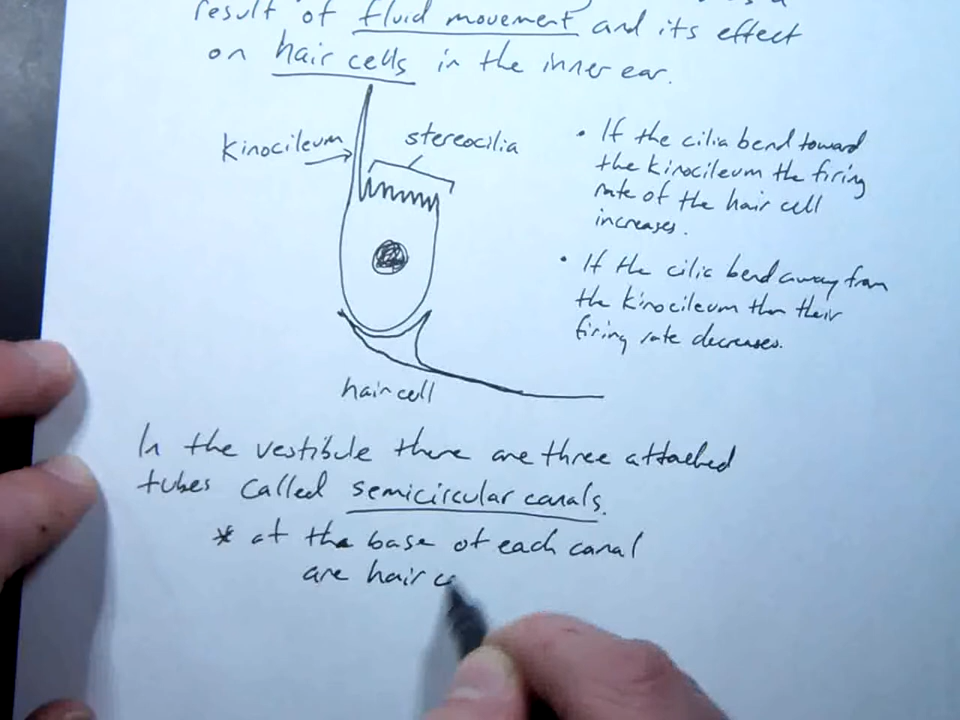 result of fluid movement and its effect
on hair cells in the inner ear.
kinocileum
stereocilia
hair cell
• If the cilia bend toward
the kinocileum the firing
rate of the hair cell
increases.
• If the cilia bend away from
the kinocileum then their
firing rate decreases.
In the vestibule there are three attached
tubes called semicircular canals.
* at the base of each canal
are hair c